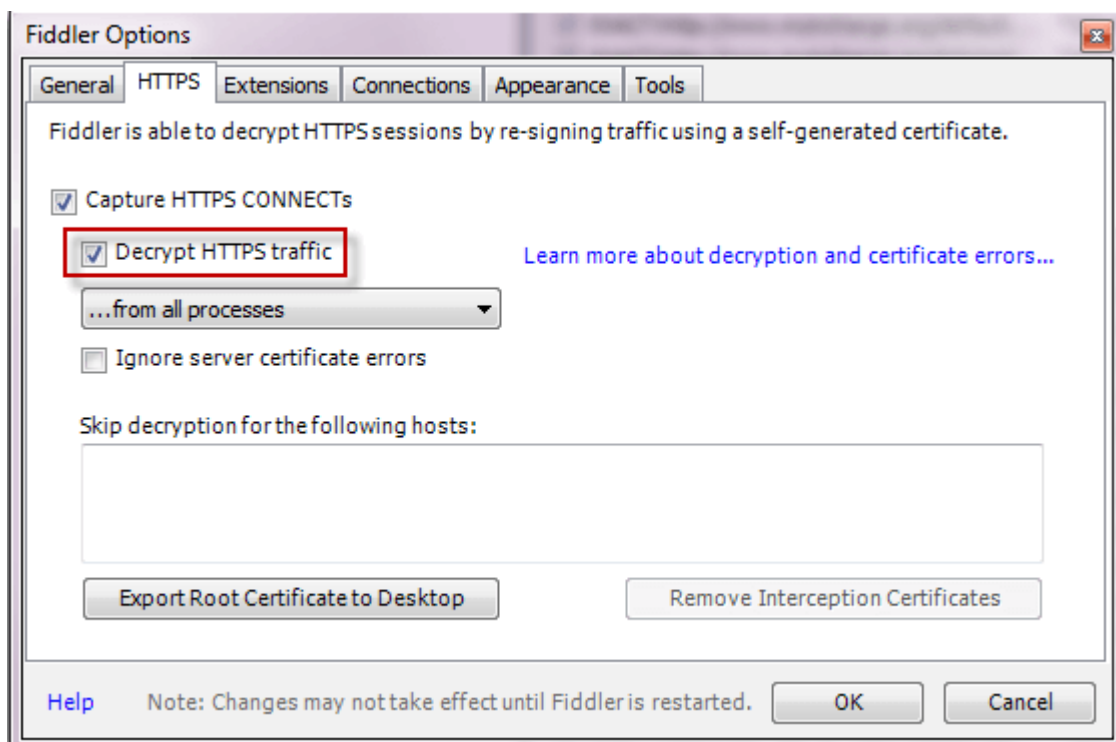 Fiddler Options
General HTTPS Extensions Connections Appearance Tools
Fiddler is able to decrypt HTTPS sessions by re-signing traffic using a self-generated certificate.
Capture HTTPS CONNECTs
Decrypt HTTPS traffic Learn more about decryption and certificate errors...
...from all processes
Ignore server certificate errors
Skip decryption for the following hosts:
Export Root Certificate to Desktop Remove Interception Certificates
Help Note: Changes may not take effect until Fiddler is restarted. OK Cancel